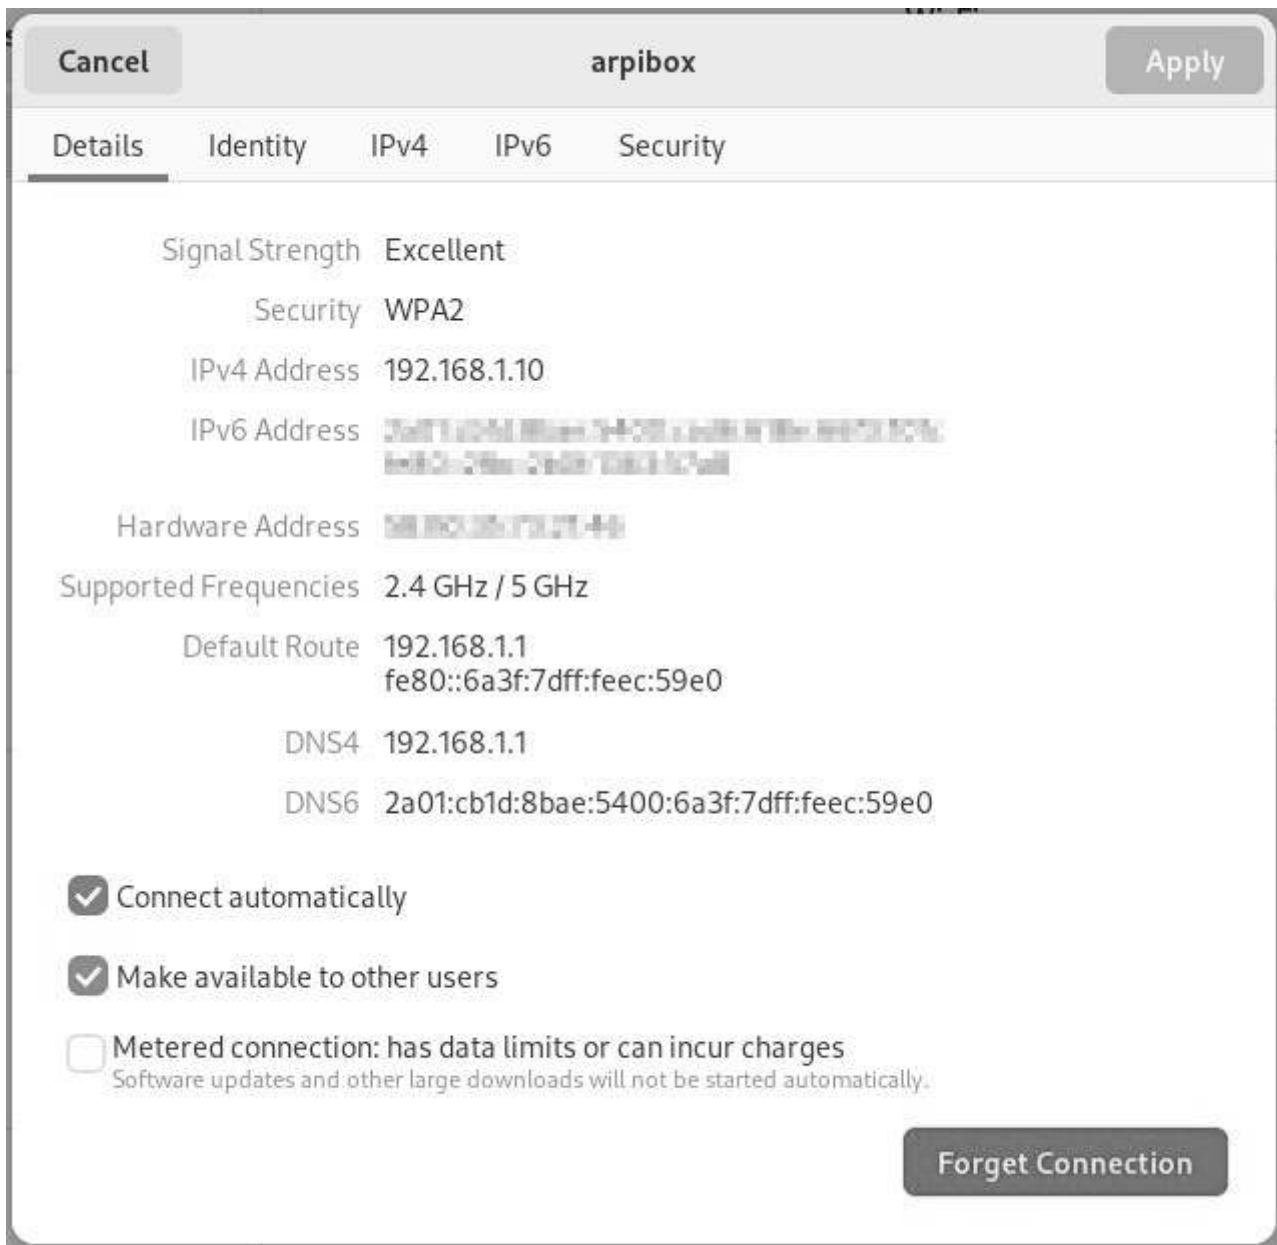 Cancel
arpibox
Apply
Details
Identity
IPv4
IPv6
Security
Signal Strength Excellent
Security WPA2
IPv4 Address 192.168.1.10
IPv6 Address
Hardware Address
Supported Frequencies 2.4 GHz / 5 GHz
Default Route 192.168.1.1
fe80::6a3f:7dff:feec:59e0
DNS4 192.168.1.1
DNS6 2a01:cb1d:8bae:5400:6a3f:7dff:feec:59e0
Connect automatically
Make available to other users
Metered connection: has data limits or can incur charges
Software updates and other large downloads will not be started automatically.
Forget Connection